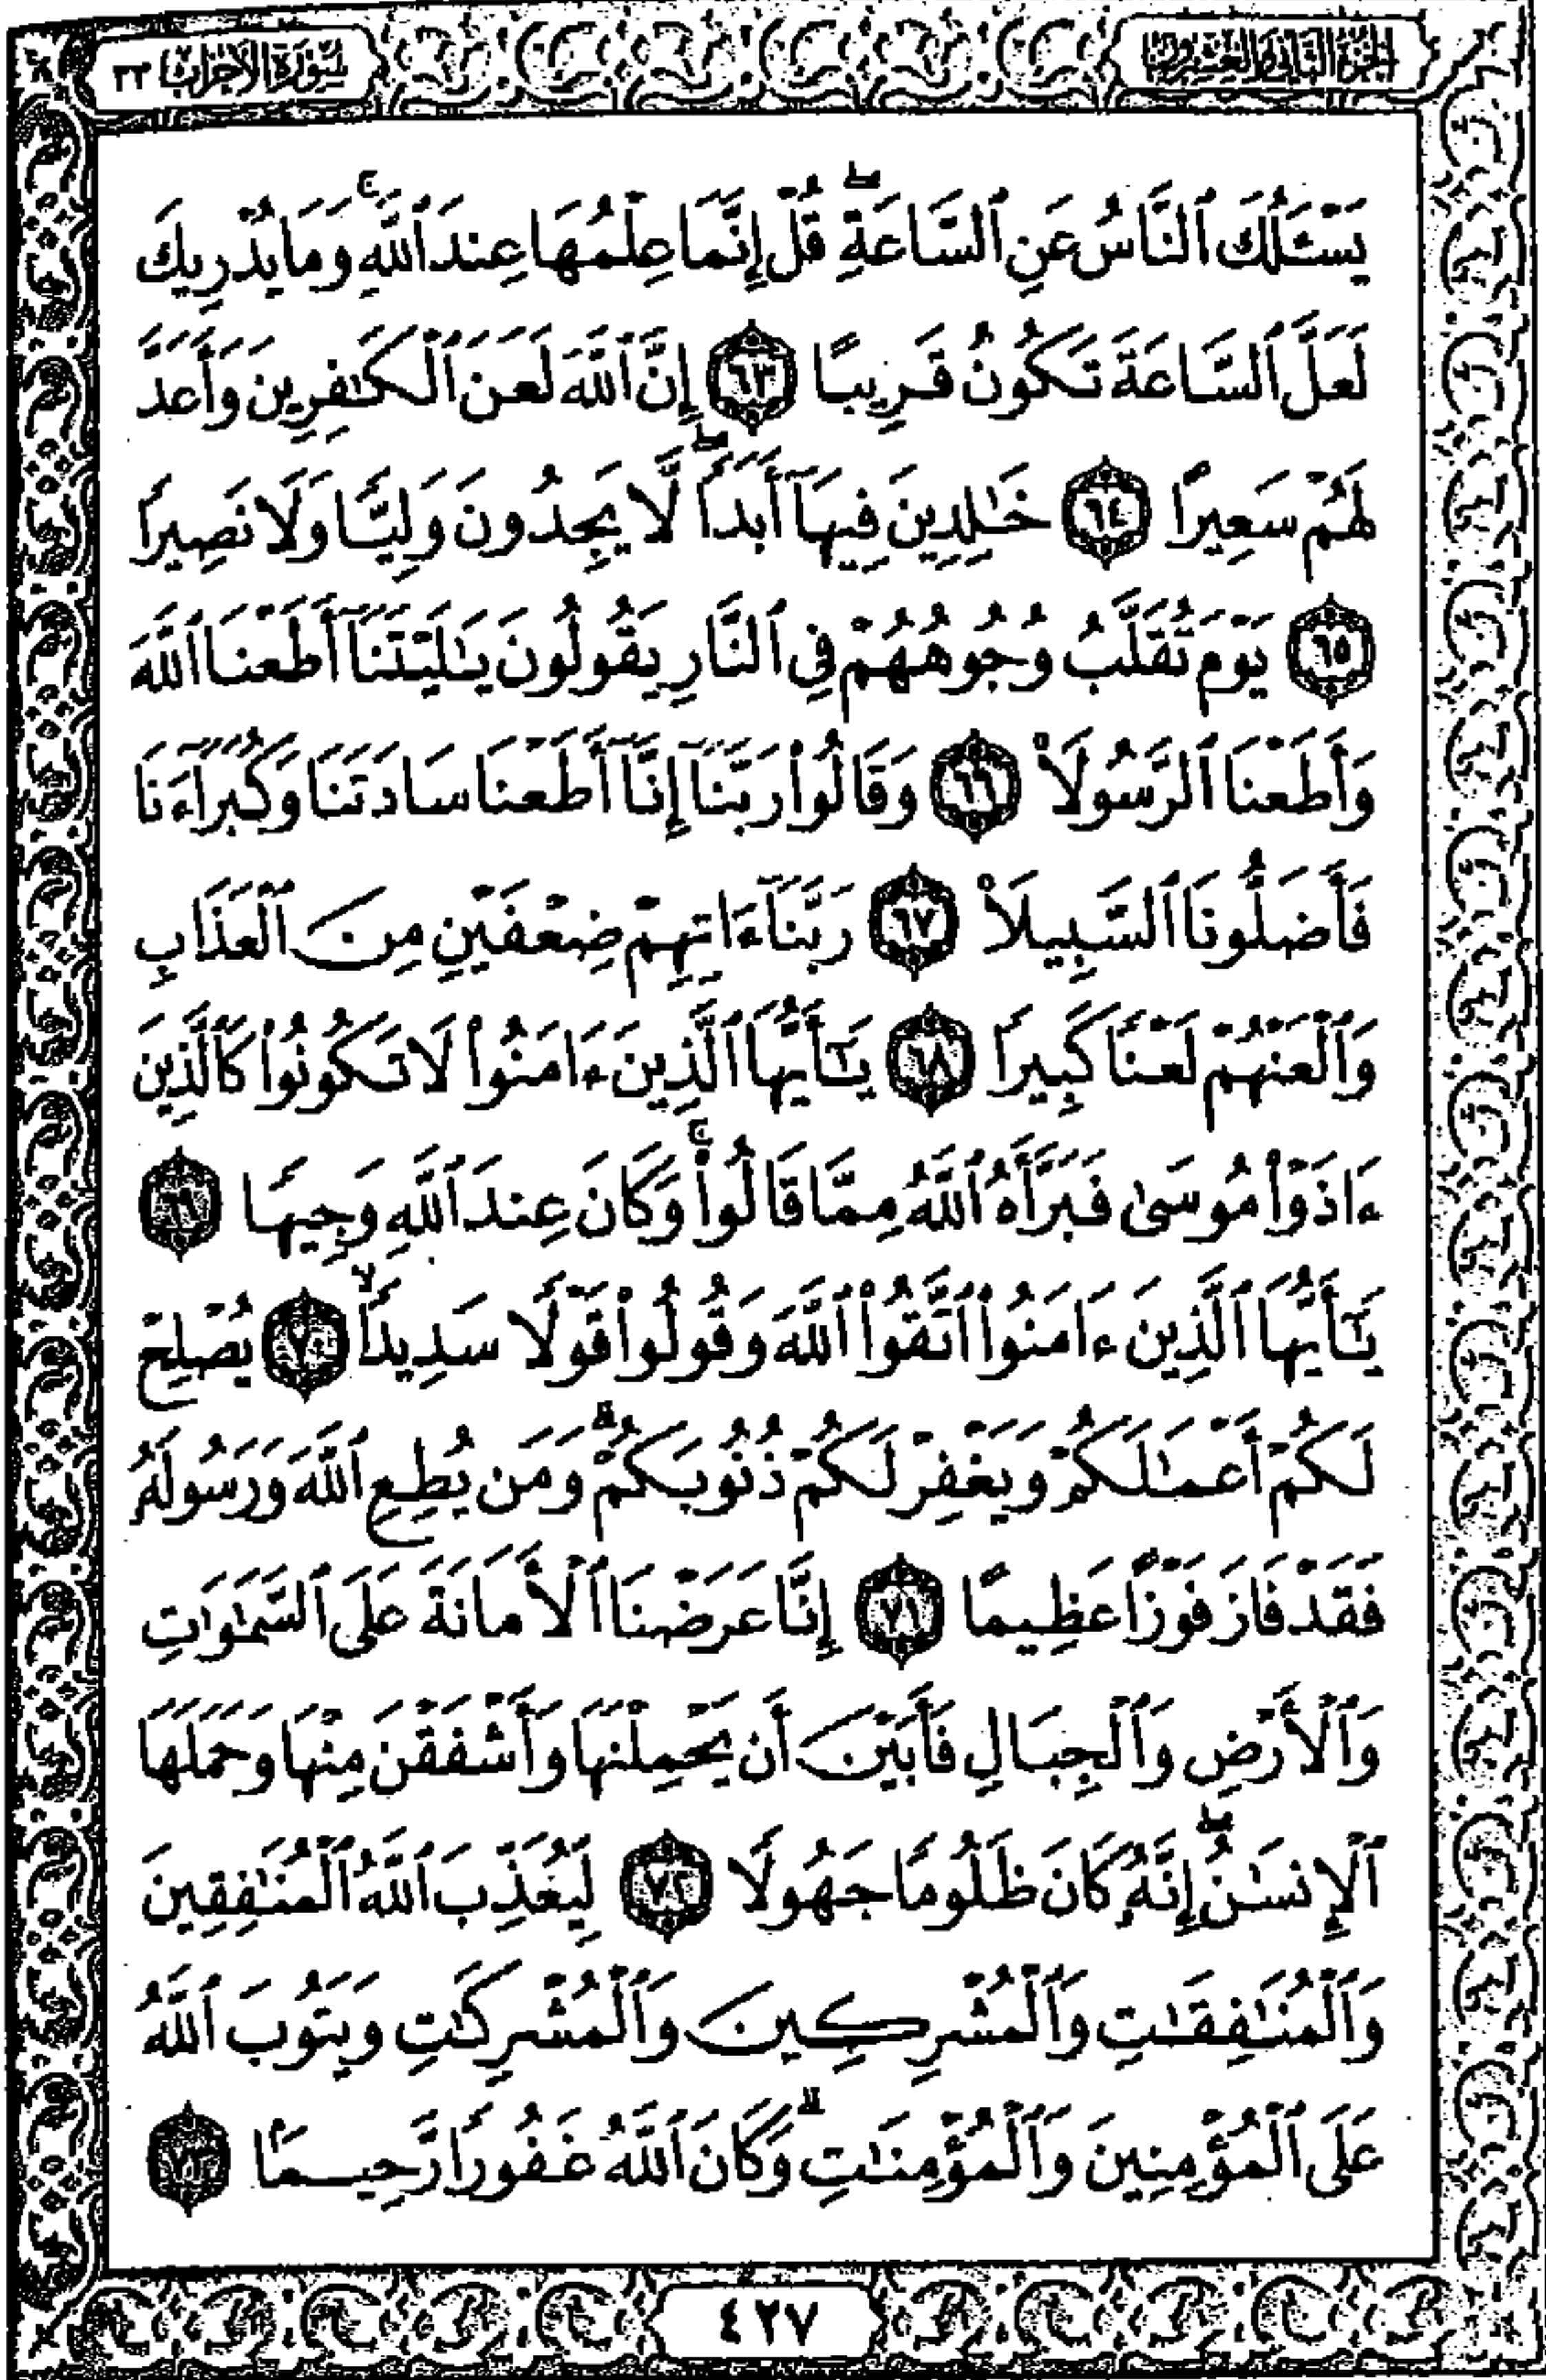 الجزء الثاني والعشرون
سورة الأحزاب ٣٣
يَسْـَٔلُكَ ٱلنَّاسُ عَنِ ٱلسَّاعَةِ ۖ قُلْ إِنَّمَا عِلْمُهَا عِندَ ٱللَّهِ ۚ وَمَا يُدْرِيكَ
لَعَلَّ ٱلسَّاعَةَ تَكُونُ قَرِيبًا ٦٣ إِنَّ ٱللَّهَ لَعَنَ ٱلْكَٰفِرِينَ وَأَعَدَّ
لَهُمْ سَعِيرًا ٦٤ خَٰلِدِينَ فِيهَآ أَبَدًا ۖ لَّا يَجِدُونَ وَلِيًّا وَلَا نَصِيرًا
٦٥ يَوْمَ تُقَلَّبُ وُجُوهُهُمْ فِي ٱلنَّارِ يَقُولُونَ يَٰلَيْتَنَآ أَطَعْنَا ٱللَّهَ
وَأَطَعْنَا ٱلرَّسُولَا۠ ٦٦ وَقَالُوا۟ رَبَّنَآ إِنَّآ أَطَعْنَا سَادَتَنَا وَكُبَرَآءَنَا
فَأَضَلُّونَا ٱلسَّبِيلَا۠ ٦٧ رَبَّنَآ ءَاتِهِمْ ضِعْفَيْنِ مِنَ ٱلْعَذَابِ
وَٱلْعَنْهُمْ لَعْنًا كَبِيرًا ٦٨ يَٰٓأَيُّهَا ٱلَّذِينَ ءَامَنُوا۟ لَا تَكُونُوا۟ كَٱلَّذِينَ
ءَاذَوْا۟ مُوسَىٰ فَبَرَّأَهُ ٱللَّهُ مِمَّا قَالُوا۟ ۚ وَكَانَ عِندَ ٱللَّهِ وَجِيهًا ٦٩
يَٰٓأَيُّهَا ٱلَّذِينَ ءَامَنُوا۟ ٱتَّقُوا۟ ٱللَّهَ وَقُولُوا۟ قَوْلًا سَدِيدًا ۙ ٧٠ يُصْلِحْ
لَكُمْ أَعْمَٰلَكُمْ وَيَغْفِرْ لَكُمْ ذُنُوبَكُمْ ۗ وَمَن يُطِعِ ٱللَّهَ وَرَسُولَهُۥ
فَقَدْ فَازَ فَوْزًا عَظِيمًا ٧١ إِنَّا عَرَضْنَا ٱلْأَمَانَةَ عَلَى ٱلسَّمَٰوَٰتِ
وَٱلْأَرْضِ وَٱلْجِبَالِ فَأَبَيْنَ أَن يَحْمِلْنَهَا وَأَشْفَقْنَ مِنْهَا وَحَمَلَهَا
ٱلْإِنسَٰنُ ۖ إِنَّهُۥ كَانَ ظَلُومًا جَهُولًا ٧٢ لِّيُعَذِّبَ ٱللَّهُ ٱلْمُنَٰفِقِينَ
وَٱلْمُنَٰفِقَٰتِ وَٱلْمُشْرِكِينَ وَٱلْمُشْرِكَٰتِ وَيَتُوبَ ٱللَّهُ
عَلَى ٱلْمُؤْمِنِينَ وَٱلْمُؤْمِنَٰتِ ۗ وَكَانَ ٱللَّهُ غَفُورًا رَّحِيمًۢا ٧٣
٤٢٧